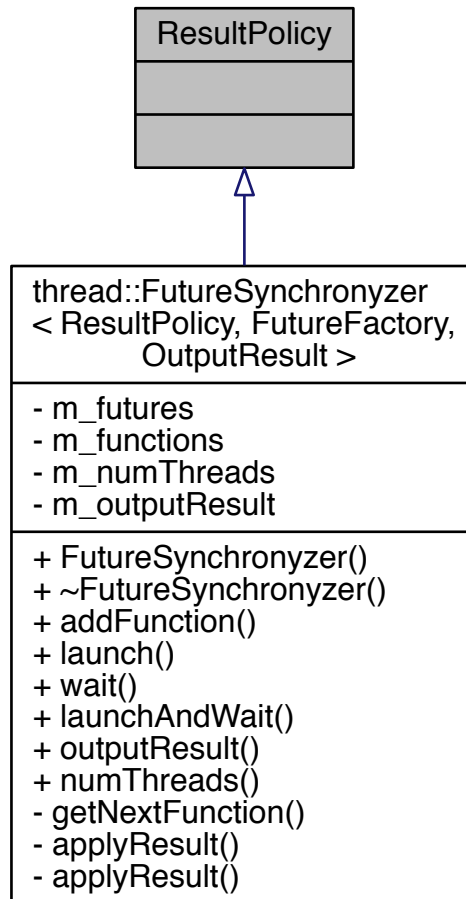 ResultPolicy
thread::FutureSynchronyzer
< ResultPolicy, FutureFactory,
OutputResult >
- m_futures
- m_functions
- m_numThreads
- m_outputResult
+ FutureSynchronyzer()
+ ~FutureSynchronyzer()
+ addFunction()
+ launch()
+ wait()
+ launchAndWait()
+ outputResult()
+ numThreads()
- getNextFunction()
- applyResult()
- applyResult()